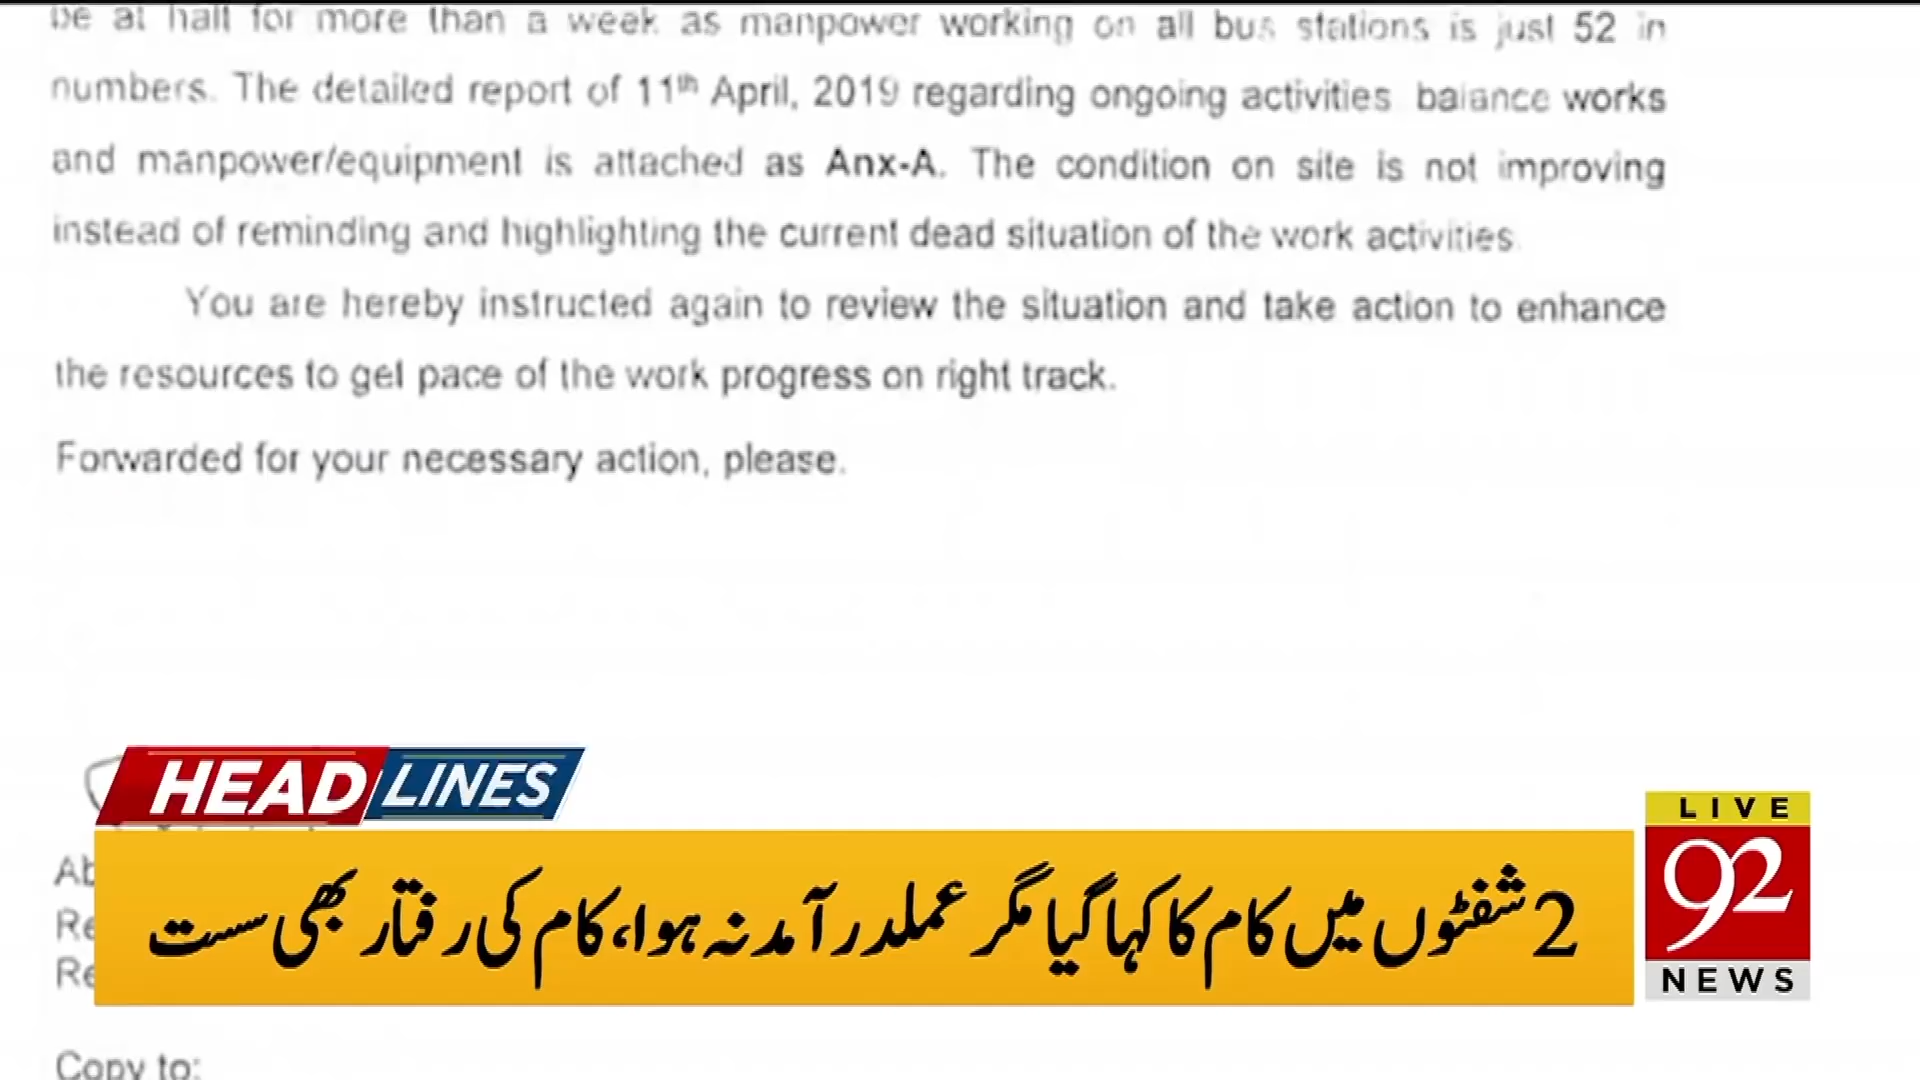 be at half for more than a week as manpower working on all bus stations is just 52 in
numbers. The detailed report of 11th April, 2019 regarding ongoing activities balance works
and manpower/equipment is attached as Anx-A. The condition on site is not improving
instead of reminding and highlighting the current dead situation of the work activities.
You are hereby instructed again to review the situation and take action to enhance
the resources to get pace of the work progress on right track.
Forwarded for your necessary action, please.
HEADLINES
2 شفٹوں میں کام کا کہا گیا مگر عملدرآمد نہ ہوا، کام کی رفتار بھی سست
LIVE
92
NEWS
Copy to: